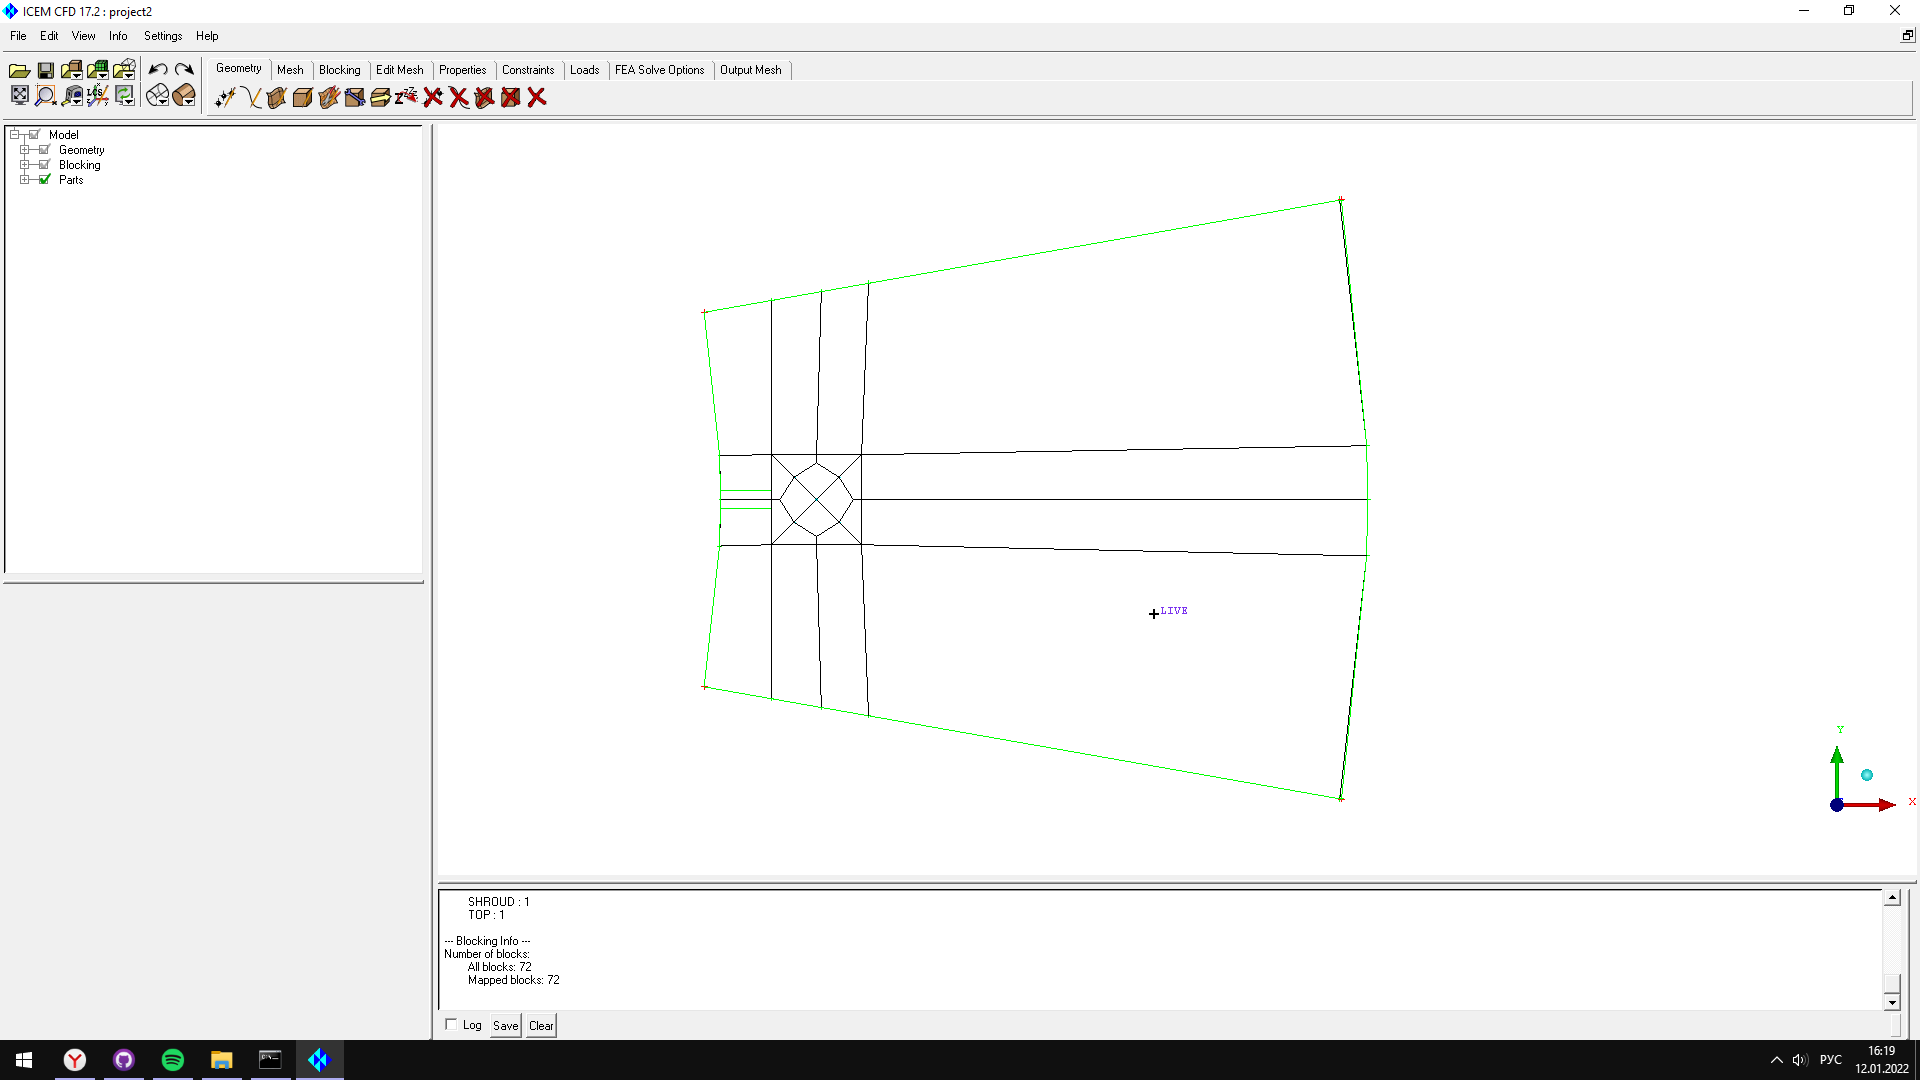 ICEM CFD 17.2 : project2
File Edit View Info Settings Help
Geometry Mesh Blocking Edit Mesh Properties Constraints Loads FEA Solve Options Output Mesh
LCS
Model
Geometry
Blocking
Parts
LIVE
Y
X
SHROUD : 1
TOP : 1
--- Blocking Info ---
Number of blocks:
All blocks: 72
Mapped blocks: 72
Log Save Clear
РУС
16:19
12.01.2022